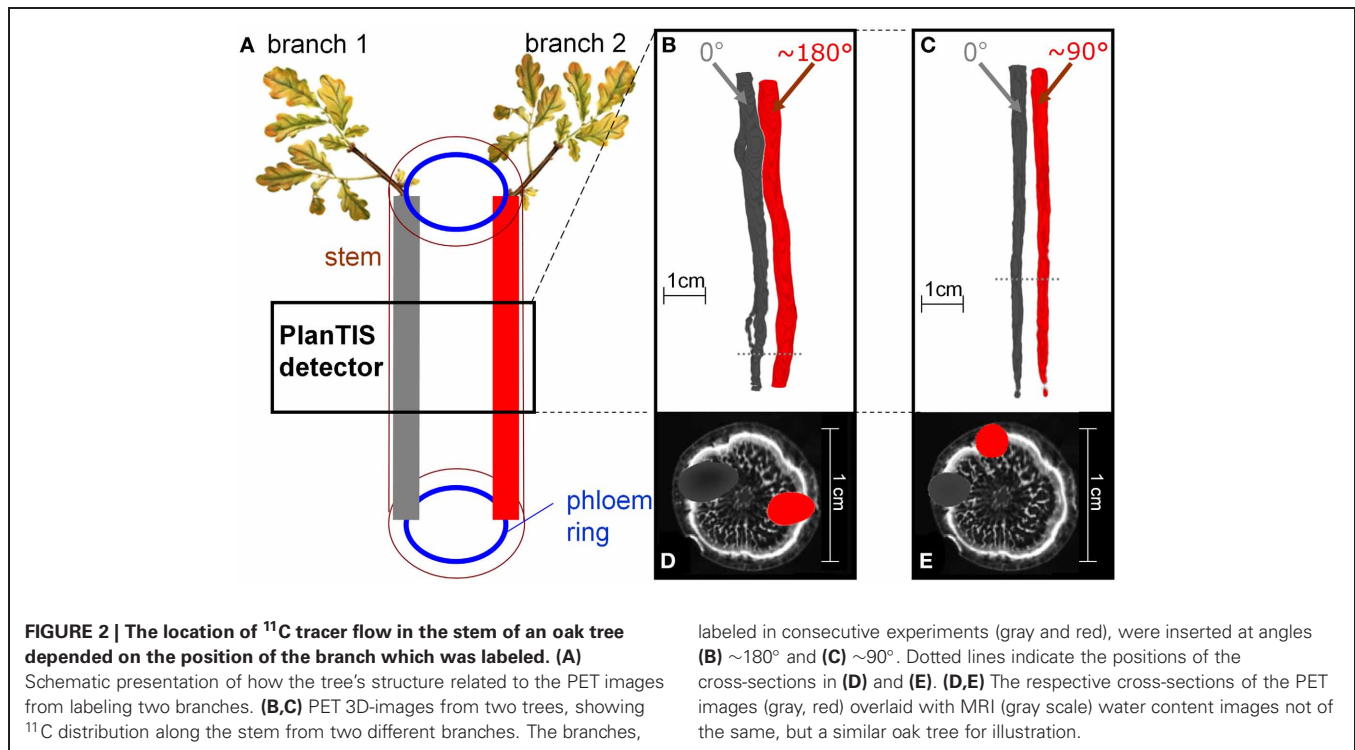 A branch 1
branch 2
stem
PlanTIS
detector
phloem
ring
B
0°
~180°
1cm
C
0°
~90°
1cm
D
1 cm
E
1 cm
FIGURE 2 | The location of ¹¹C tracer flow in the stem of an oak tree
depended on the position of the branch which was labeled. (A)
Schematic presentation of how the tree's structure related to the PET images
from labeling two branches. (B,C) PET 3D-images from two trees, showing
¹¹C distribution along the stem from two different branches. The branches,
labeled in consecutive experiments (gray and red), were inserted at angles
(B) ~180° and (C) ~90°. Dotted lines indicate the positions of the
cross-sections in (D) and (E). (D,E) The respective cross-sections of the PET
images (gray, red) overlaid with MRI (gray scale) water content images not of
the same, but a similar oak tree for illustration.